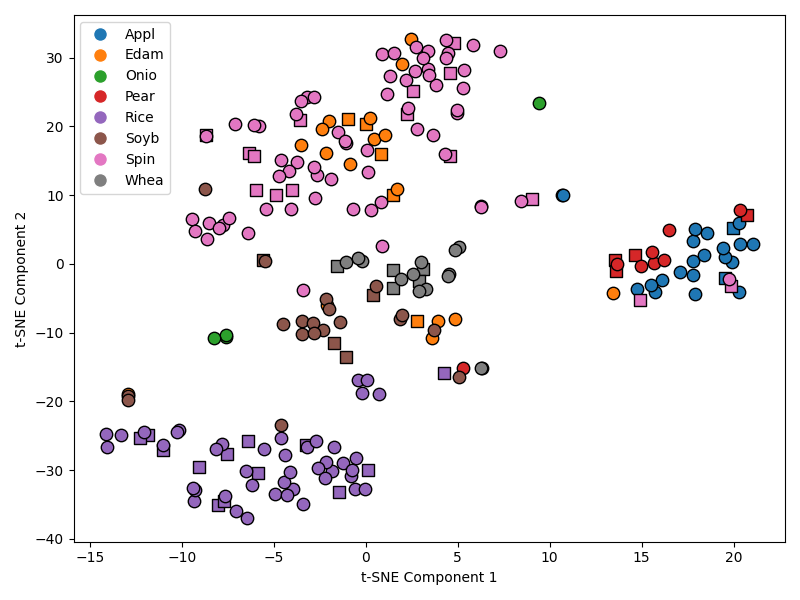 Appl
Edam
Onio
Pear
Rice
Soyb
Spin
Whea
30
20
10
0
−10
−20
−30
−40
t-SNE Component 2
−15
−10
−5
0
5
10
15
20
t-SNE Component 1